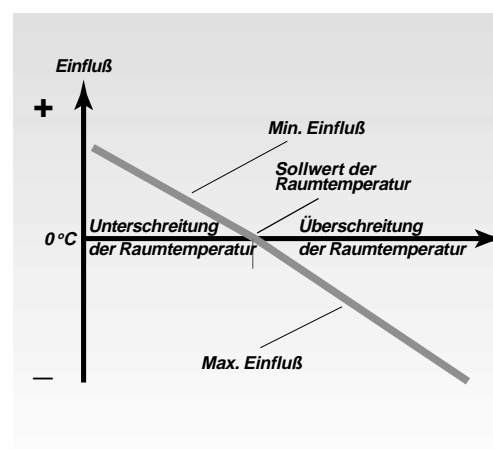 Einfluß
+
Min. Einfluß
Sollwert der
Raumtemperatur
Unterschreitung
Überschreitung
0°C
der Raumtemperatur
der Raumtemperatur
Max. Einfluß
—